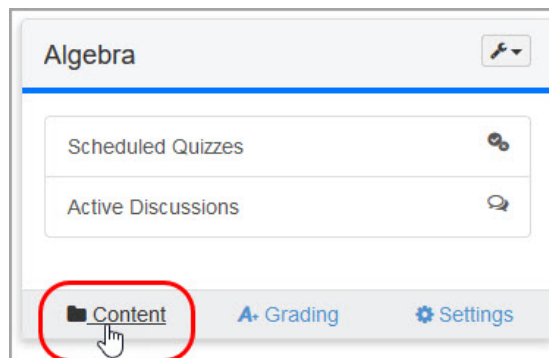 Algebra
Scheduled Quizzes
Active Discussions
Content A+ Grading Settings